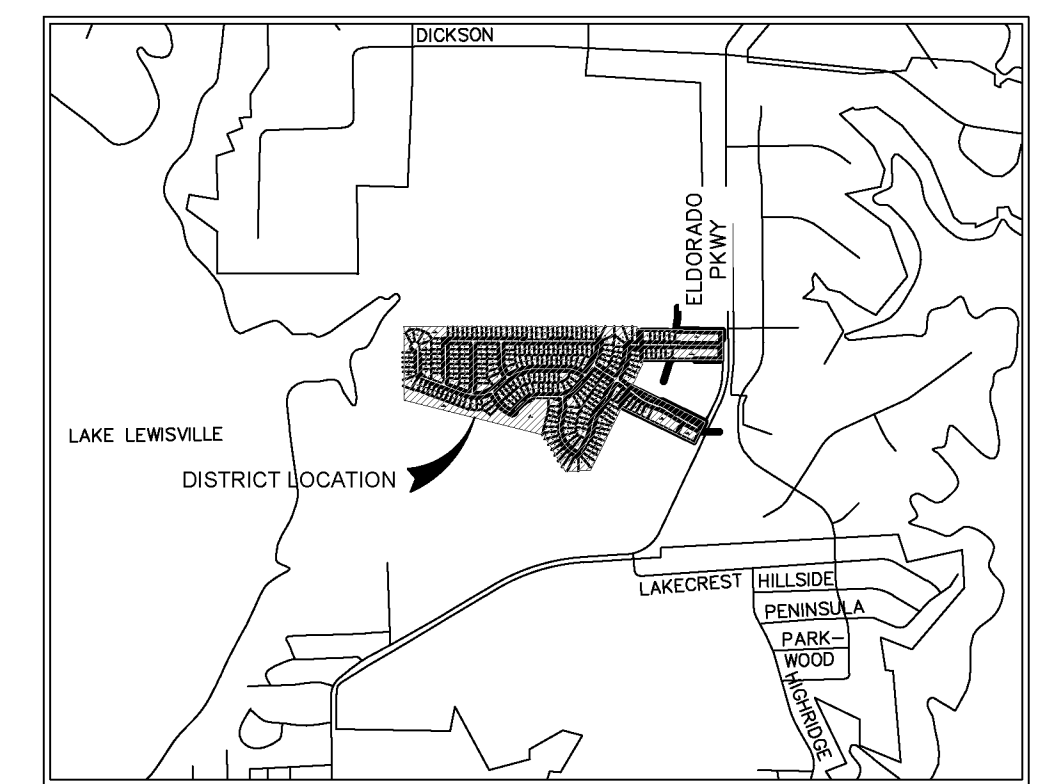 DICKSON
ELDORADO
PKWY
LAKE LEWISVILLE
DISTRICT LOCATION
LAKECREST
HILLSIDE
PENINSULA
PARK-
WOOD
HIGHRIDGE